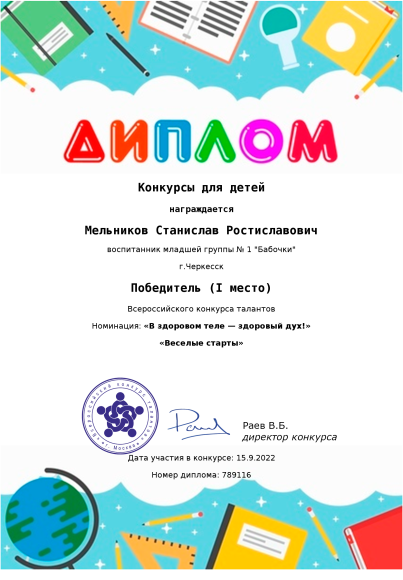 ДИПЛОМ
Конкурсы для детей
награждается
Мельников Станислав Ростиславович
воспитанник младшей группы № 1 "Бабочки"
г.Черкесск
Победитель (I место)
Всероссийского конкурса талантов
Номинация: «В здоровом теле — здоровый дух!»
«Веселые старты»
Раев В.Б.
директор конкурса
Дата участия в конкурсе: 15.9.2022
Номер диплома: 789116